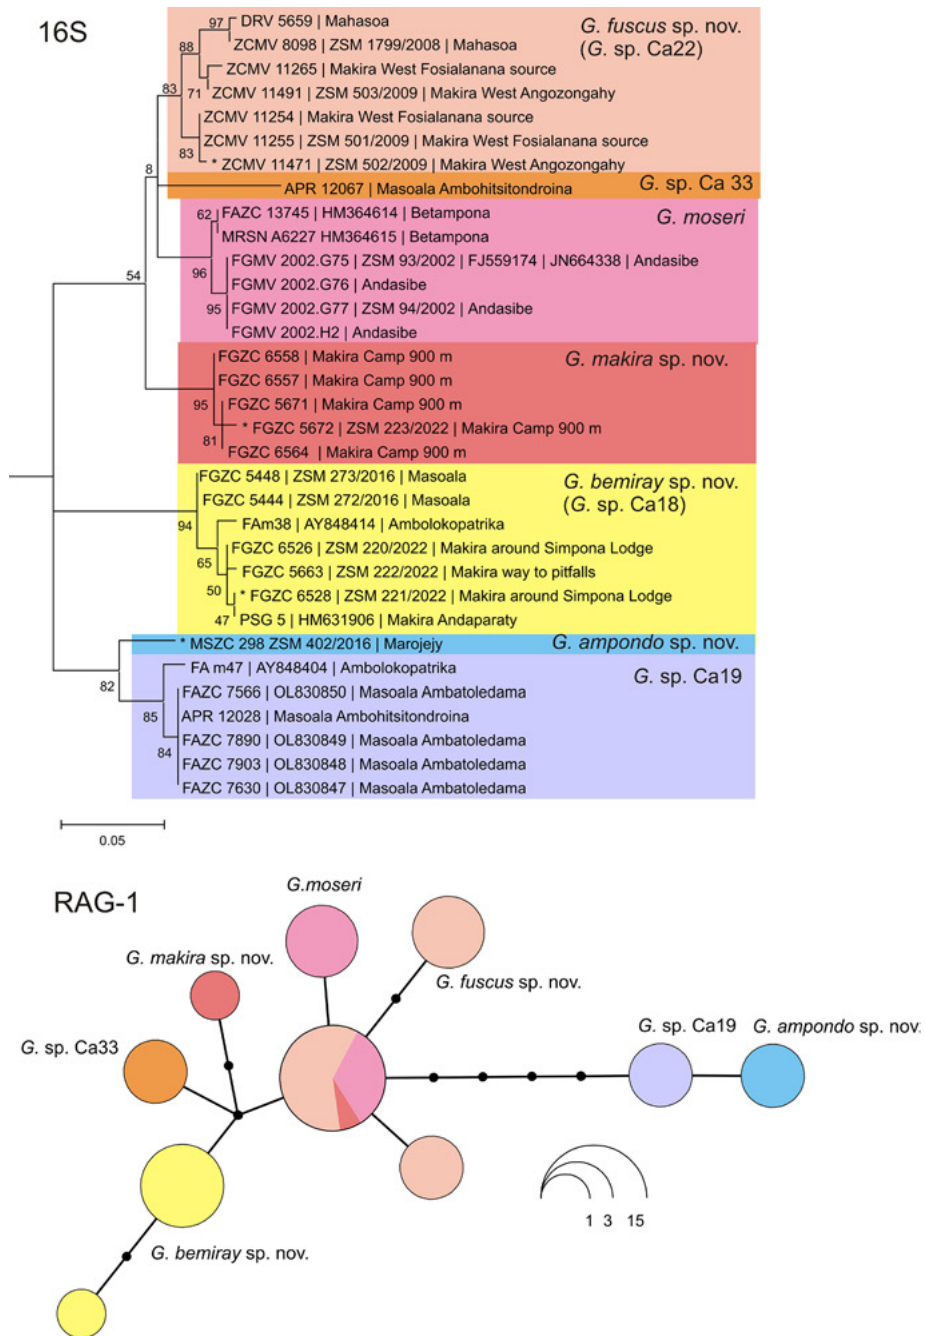 16S
97
DRV 5659 | Mahasoa
G. fuscus sp. nov.
(G. sp. Ca22)
88
ZCMV 8098 | ZSM 1799/2008 | Mahasoa
ZCMV 11265 | Makira West Fosialanana source
83
71
ZCMV 11491 | ZSM 503/2009 | Makira West Angozongahy
ZCMV 11254 | Makira West Fosialanana source
ZCMV 11255 | ZSM 501/2009 | Makira West Fosialanana source
83
* ZCMV 11471 | ZSM 502/2009 | Makira West Angozongahy
8
APR 12067 | Masoala Ambohitsitondroina
G. sp. Ca 33
62
FAZC 13745 | HM364614 | Betampona
G. moseri
MRSN A6227 HM364615 | Betampona
FGMV 2002.G75 | ZSM 93/2002 | FJ559174 | JN664338 | Andasibe
96
54
FGMV 2002.G76 | Andasibe
95
FGMV 2002.G77 | ZSM 94/2002 | Andasibe
FGMV 2002.H2 | Andasibe
FGZC 6558 | Makira Camp 900 m
G. makira sp. nov.
FGZC 6557 | Makira Camp 900 m
95
FGZC 5671 | Makira Camp 900 m
* FGZC 5672 | ZSM 223/2022 | Makira Camp 900 m
81
FGZC 6564 | Makira Camp 900 m
FGZC 5448 | ZSM 273/2016 | Masoala
G. bemiray sp. nov.
(G. sp. Ca18)
FGZC 5444 | ZSM 272/2016 | Masoala
94
FAm38 | AY848414 | Ambolokopatrika
FGZC 6526 | ZSM 220/2022 | Makira around Simpona Lodge
65
FGZC 5663 | ZSM 222/2022 | Makira way to pitfalls
50
* FGZC 6528 | ZSM 221/2022 | Makira around Simpona Lodge
47
PSG 5 | HM631906 | Makira Andaparaty
* MSZC 298 ZSM 402/2016 | Marojejy
G. ampondo sp. nov.
FA m47 | AY848404 | Ambolokopatrika
G. sp. Ca19
82
FAZC 7566 | OL830850 | Masoala Ambatoledama
85
APR 12028 | Masoala Ambohitsitondroina
FAZC 7890 | OL830849 | Masoala Ambatoledama
84
FAZC 7903 | OL830848 | Masoala Ambatoledama
FAZC 7630 | OL830847 | Masoala Ambatoledama
0.05
RAG-1
G.moseri
G. makira sp. nov.
G. fuscus sp. nov.
G. sp. Ca33
G. sp. Ca19
G. ampondo sp. nov.
1 3 15
G. bemiray sp. nov.